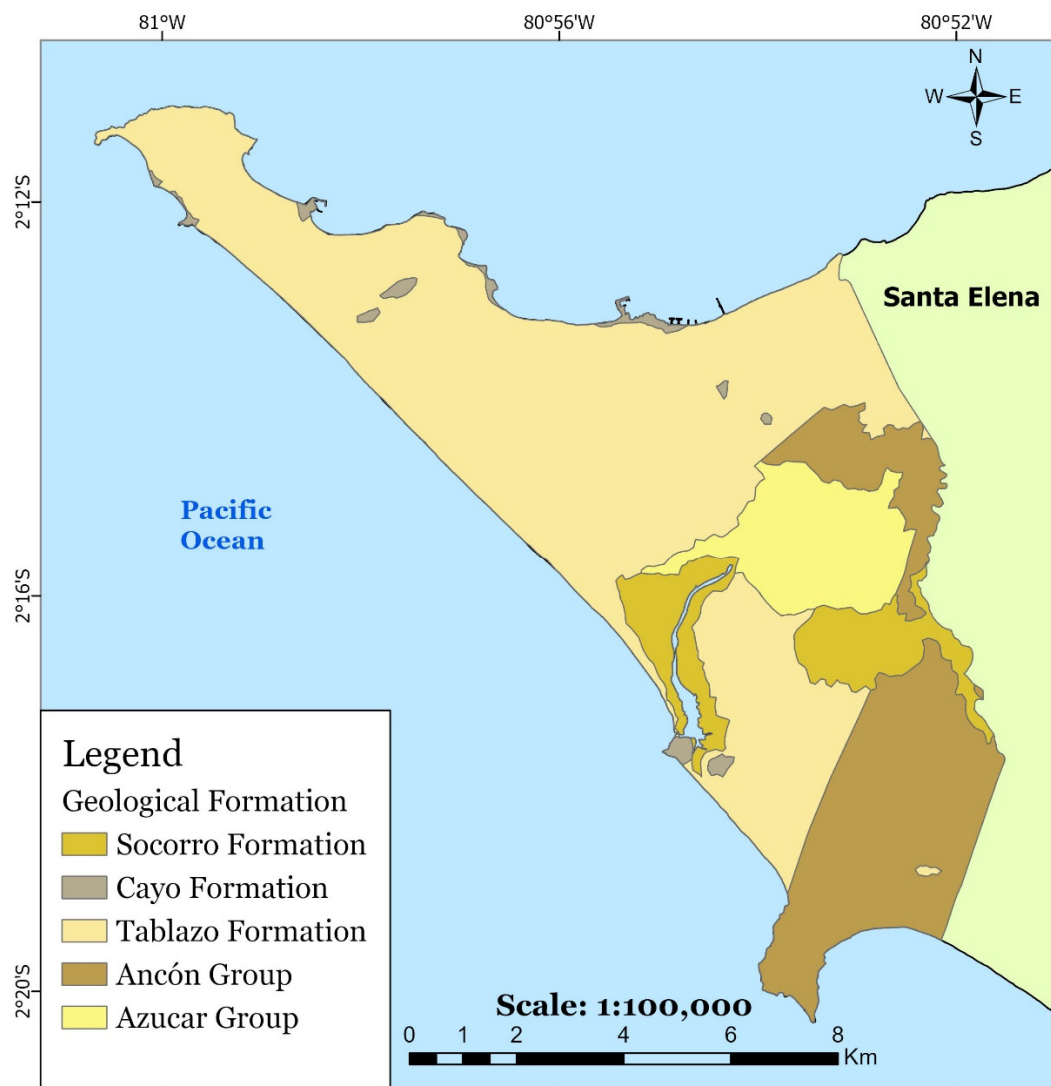 81°W
80°56'W
80°52'W
N
W E
S
2°12'S
Santa Elena
Pacific
Ocean
2°16'S
Legend
Geological Formation
Socorro Formation
Cayo Formation
Tablazo Formation
Ancón Group
Azucar Group
2°20'S
Scale: 1:100,000
0 1 2 4 6 8
Km